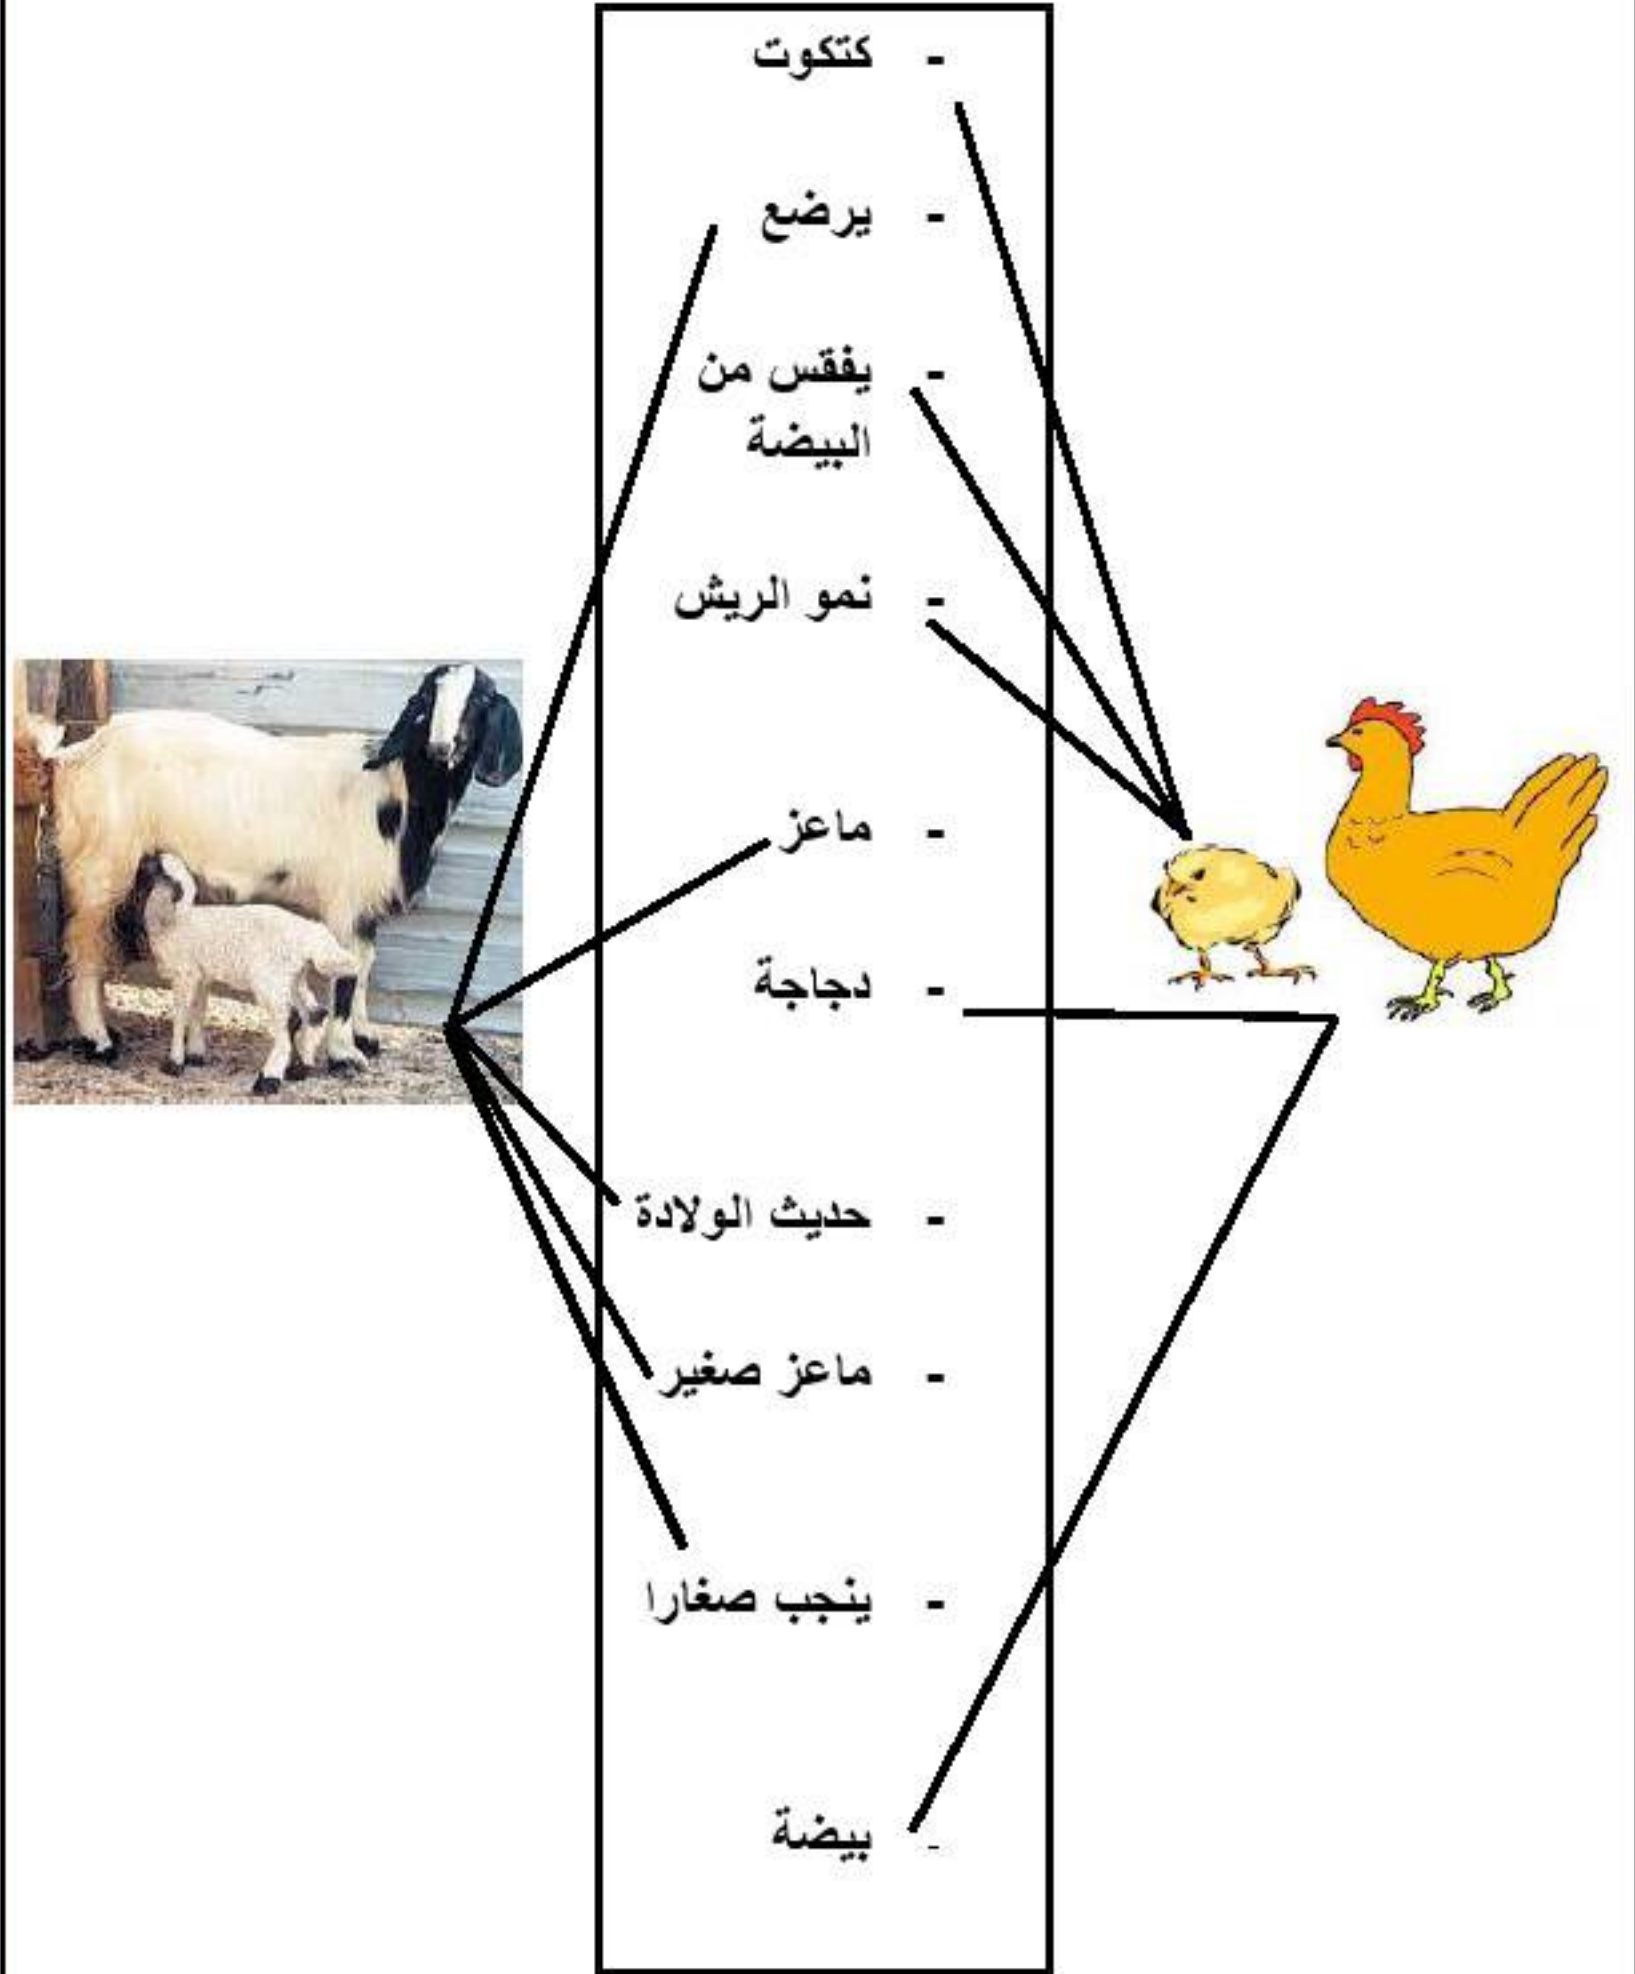 - كتكوت
- يرضع
- يفقس من
البيضة
- نمو الريش
- ماعز
- دجاجة
- حديث الولادة
- ماعز صغير
- ينجب صغارا
- بيضة